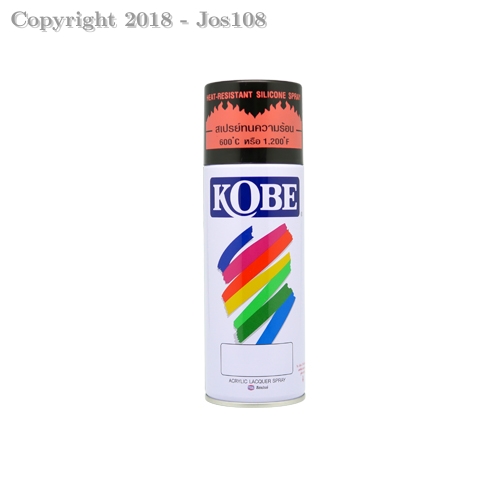 Copyright 2018 - Jos108
HEAT-RESISTANT SILICONE SPRAY
สเปรย์ทนความร้อน
600°C หรือ 1,200°F
KOBE
ACRYLIC LACQUER SPRAY